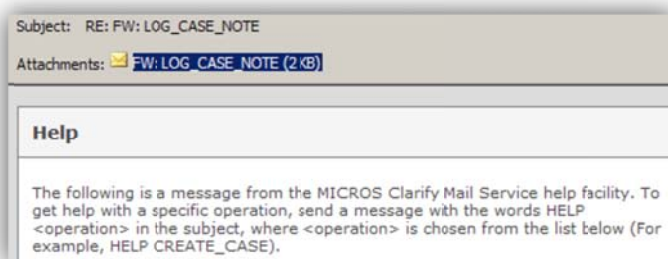 Subject: RE: FW: LOG_CASE_NOTE
Attachments: FW: LOG_CASE_NOTE (2 KB)
Help
The following is a message from the MICROS Clarify Mail Service help facility. To
get help with a specific operation, send a message with the words HELP
<operation> in the subject, where <operation> is chosen from the list below (For
example, HELP CREATE_CASE).